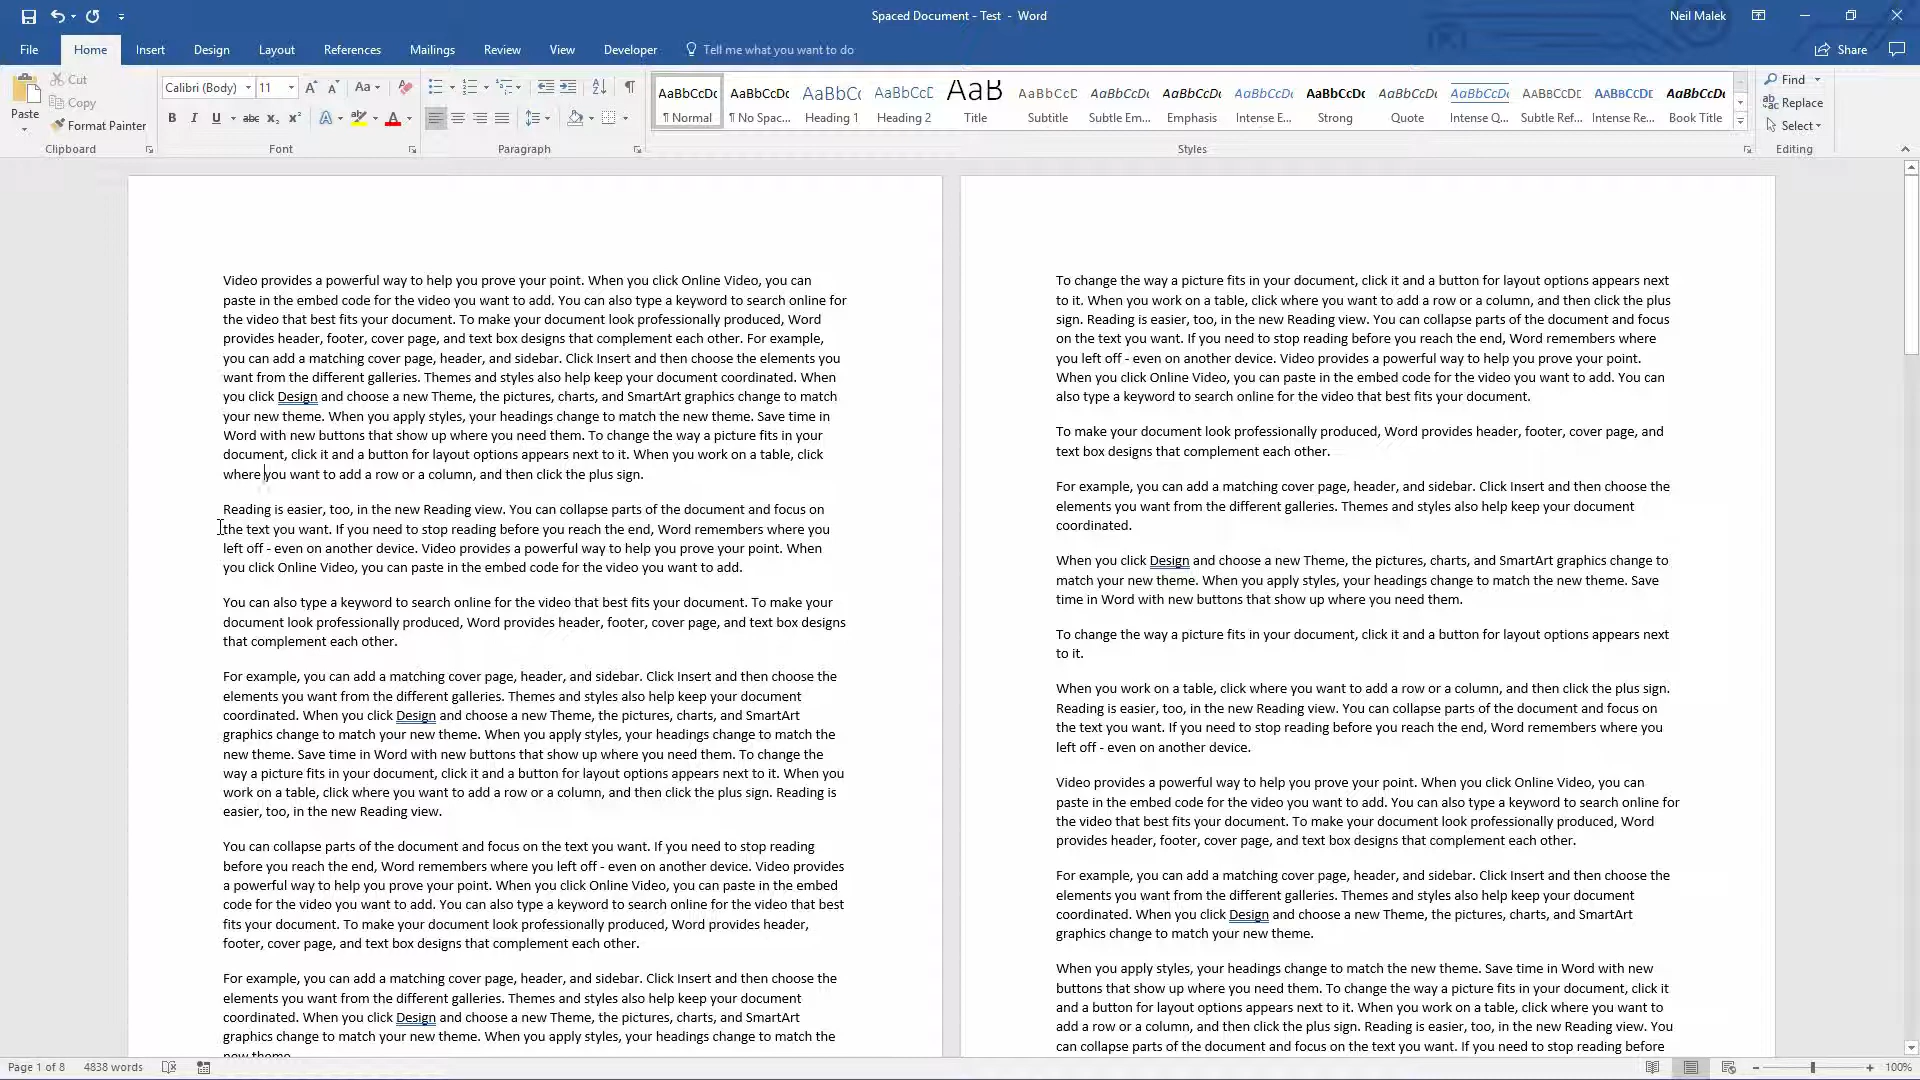 Spaced Document - Test - Word
Neil Malek
File Home Insert Design Layout References Mailings Review View Developer Tell me what you want to do Share
Cut
Copy
Format Painter
Paste
Clipboard
Calibri (Body) 11
Font
Paragraph
AaBbCcDc AaBbCcDc AaBbCc AaBbCcD AaB AaBbCcD AaBbCcDc AaBbCcDc AaBbCcDc AaBbCcDc AaBbCcDc AaBbCcDc AaBbCcDd AaBbCcDc AaBbCcDc
¶ Normal ¶ No Spac... Heading 1 Heading 2 Title Subtitle Subtle Em... Emphasis Intense E... Strong Quote Intense Q... Subtle Ref... Intense Re... Book Title
Styles
Find
Replace
Select
Editing
Video provides a powerful way to help you prove your point. When you click Online Video, you can
paste in the embed code for the video you want to add. You can also type a keyword to search online for
the video that best fits your document. To make your document look professionally produced, Word
provides header, footer, cover page, and text box designs that complement each other. For example,
you can add a matching cover page, header, and sidebar. Click Insert and then choose the elements you
want from the different galleries. Themes and styles also help keep your document coordinated. When
you click Design and choose a new Theme, the pictures, charts, and SmartArt graphics change to match
your new theme. When you apply styles, your headings change to match the new theme. Save time in
Word with new buttons that show up where you need them. To change the way a picture fits in your
document, click it and a button for layout options appears next to it. When you work on a table, click
where you want to add a row or a column, and then click the plus sign.
Reading is easier, too, in the new Reading view. You can collapse parts of the document and focus on
the text you want. If you need to stop reading before you reach the end, Word remembers where you
left off - even on another device. Video provides a powerful way to help you prove your point. When
you click Online Video, you can paste in the embed code for the video you want to add.
You can also type a keyword to search online for the video that best fits your document. To make your
document look professionally produced, Word provides header, footer, cover page, and text box designs
that complement each other.
For example, you can add a matching cover page, header, and sidebar. Click Insert and then choose the
elements you want from the different galleries. Themes and styles also help keep your document
coordinated. When you click Design and choose a new Theme, the pictures, charts, and SmartArt
graphics change to match your new theme. When you apply styles, your headings change to match the
new theme. Save time in Word with new buttons that show up where you need them. To change the
way a picture fits in your document, click it and a button for layout options appears next to it. When you
work on a table, click where you want to add a row or a column, and then click the plus sign. Reading is
easier, too, in the new Reading view.
You can collapse parts of the document and focus on the text you want. If you need to stop reading
before you reach the end, Word remembers where you left off - even on another device. Video provides
a powerful way to help you prove your point. When you click Online Video, you can paste in the embed
code for the video you want to add. You can also type a keyword to search online for the video that best
fits your document. To make your document look professionally produced, Word provides header,
footer, cover page, and text box designs that complement each other.
For example, you can add a matching cover page, header, and sidebar. Click Insert and then choose the
elements you want from the different galleries. Themes and styles also help keep your document
coordinated. When you click Design and choose a new Theme, the pictures, charts, and SmartArt
graphics change to match your new theme. When you apply styles, your headings change to match the
new theme.
To change the way a picture fits in your document, click it and a button for layout options appears next
to it. When you work on a table, click where you want to add a row or a column, and then click the plus
sign. Reading is easier, too, in the new Reading view. You can collapse parts of the document and focus
on the text you want. If you need to stop reading before you reach the end, Word remembers where
you left off - even on another device. Video provides a powerful way to help you prove your point.
When you click Online Video, you can paste in the embed code for the video you want to add. You can
also type a keyword to search online for the video that best fits your document.
To make your document look professionally produced, Word provides header, footer, cover page, and
text box designs that complement each other.
For example, you can add a matching cover page, header, and sidebar. Click Insert and then choose the
elements you want from the different galleries. Themes and styles also help keep your document
coordinated.
When you click Design and choose a new Theme, the pictures, charts, and SmartArt graphics change to
match your new theme. When you apply styles, your headings change to match the new theme. Save
time in Word with new buttons that show up where you need them.
To change the way a picture fits in your document, click it and a button for layout options appears next
to it.
When you work on a table, click where you want to add a row or a column, and then click the plus sign.
Reading is easier, too, in the new Reading view. You can collapse parts of the document and focus on
the text you want. If you need to stop reading before you reach the end, Word remembers where you
left off - even on another device.
Video provides a powerful way to help you prove your point. When you click Online Video, you can
paste in the embed code for the video you want to add. You can also type a keyword to search online for
the video that best fits your document. To make your document look professionally produced, Word
provides header, footer, cover page, and text box designs that complement each other.
For example, you can add a matching cover page, header, and sidebar. Click Insert and then choose the
elements you want from the different galleries. Themes and styles also help keep your document
coordinated. When you click Design and choose a new Theme, the pictures, charts, and SmartArt
graphics change to match your new theme.
When you apply styles, your headings change to match the new theme. Save time in Word with new
buttons that show up where you need them. To change the way a picture fits in your document, click it
and a button for layout options appears next to it. When you work on a table, click where you want to
add a row or a column, and then click the plus sign. Reading is easier, too, in the new Reading view. You
can collapse parts of the document and focus on the text you want. If you need to stop reading before
Page 1 of 8 4838 words 100%